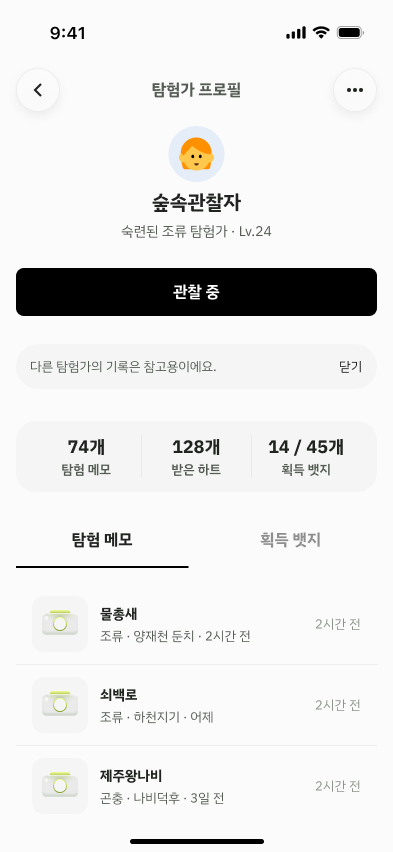 9:41
탐험가 프로필
숲속관찰자
숙련된 조류 탐험가 · Lv.24
관찰 중
다른 탐험가의 기록은 참고용이에요. 닫기
74개 128개 14 / 45개
탐험 메모 받은 하트 획득 뱃지
탐험 메모 획득 뱃지
물총새
조류 · 양재천 둔치 · 2시간 전 2시간 전
쇠백로
조류 · 하천지기 · 어제 2시간 전
제주왕나비
곤충 · 나비덕후 · 3일 전 2시간 전